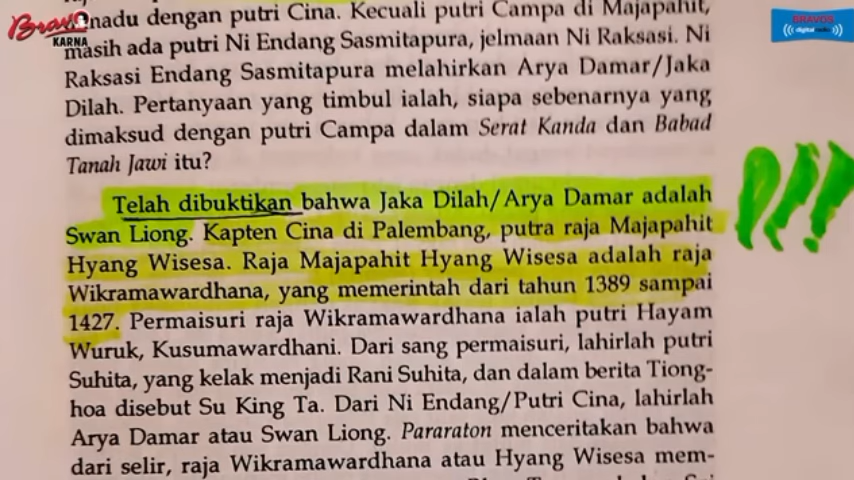 Bravo
KARNA
BRAVOS
digitalradio
madu dengan putri Cina. Kecuali putri Campa di Majapahit,
masih ada putri Ni Endang Sasmitapura, jelmaan Ni Raksasi. Ni
Raksasi Endang Sasmitapura melahirkan Arya Damar/Jaka
Dilah. Pertanyaan yang timbul ialah, siapa sebenarnya yang
dimaksud dengan putri Campa dalam Serat Kanda dan Babad
Tanah Jawi itu?
Telah dibuktikan bahwa Jaka Dilah/Arya Damar adalah
Swan Liong. Kapten Cina di Palembang, putra raja Majapahit
Hyang Wisesa. Raja Majapahit Hyang Wisesa adalah raja
Wikramawardhana, yang memerintah dari tahun 1389 sampai
1427. Permaisuri raja Wikramawardhana ialah putri Hayam
Wuruk, Kusumawardhani. Dari sang permaisuri, lahirlah putri
Suhita, yang kelak menjadi Rani Suhita, dan dalam berita Tiong-
hoa disebut Su King Ta. Dari Ni Endang/Putri Cina, lahirlah
Arya Damar atau Swan Liong. Pararaton menceritakan bahwa
dari selir, raja Wikramawardhana atau Hyang Wisesa mem-
!!!